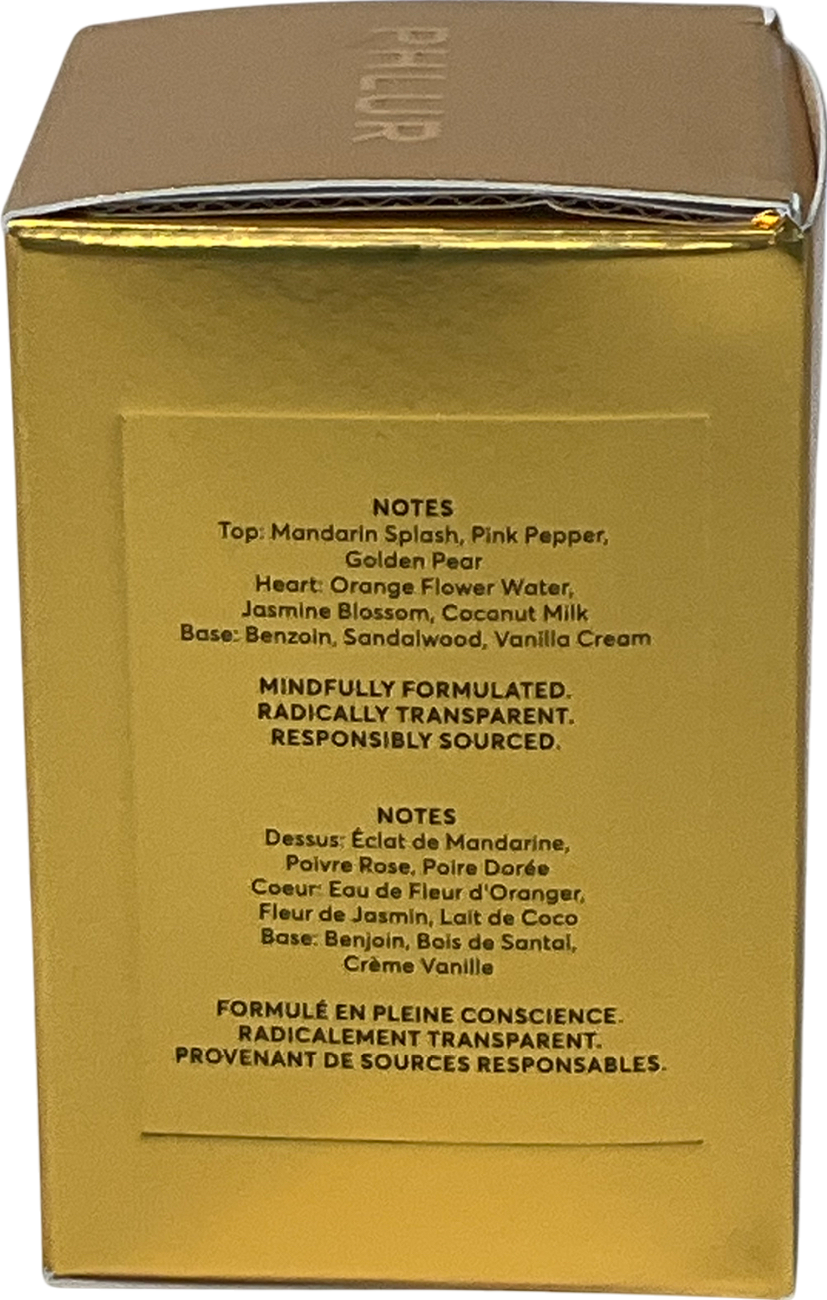 PHLUR
NOTES
Top: Mandarin Splash, Pink Pepper,
Golden Pear
Heart: Orange Flower Water,
Jasmine Blossom, Coconut Milk
Base: Benzoin, Sandalwood, Vanilla Cream
MINDFULLY FORMULATED.
RADICALLY TRANSPARENT.
RESPONSIBLY SOURCED.
NOTES
Dessus: Éclat de Mandarine,
Poivre Rose, Poire Dorée
Coeur: Eau de Fleur d'Oranger,
Fleur de Jasmin, Lait de Coco
Base: Benjoin, Bois de Santal,
Crème Vanille
FORMULÉ EN PLEINE CONSCIENCE.
RADICALEMENT TRANSPARENT.
PROVENANT DE SOURCES RESPONSABLES.